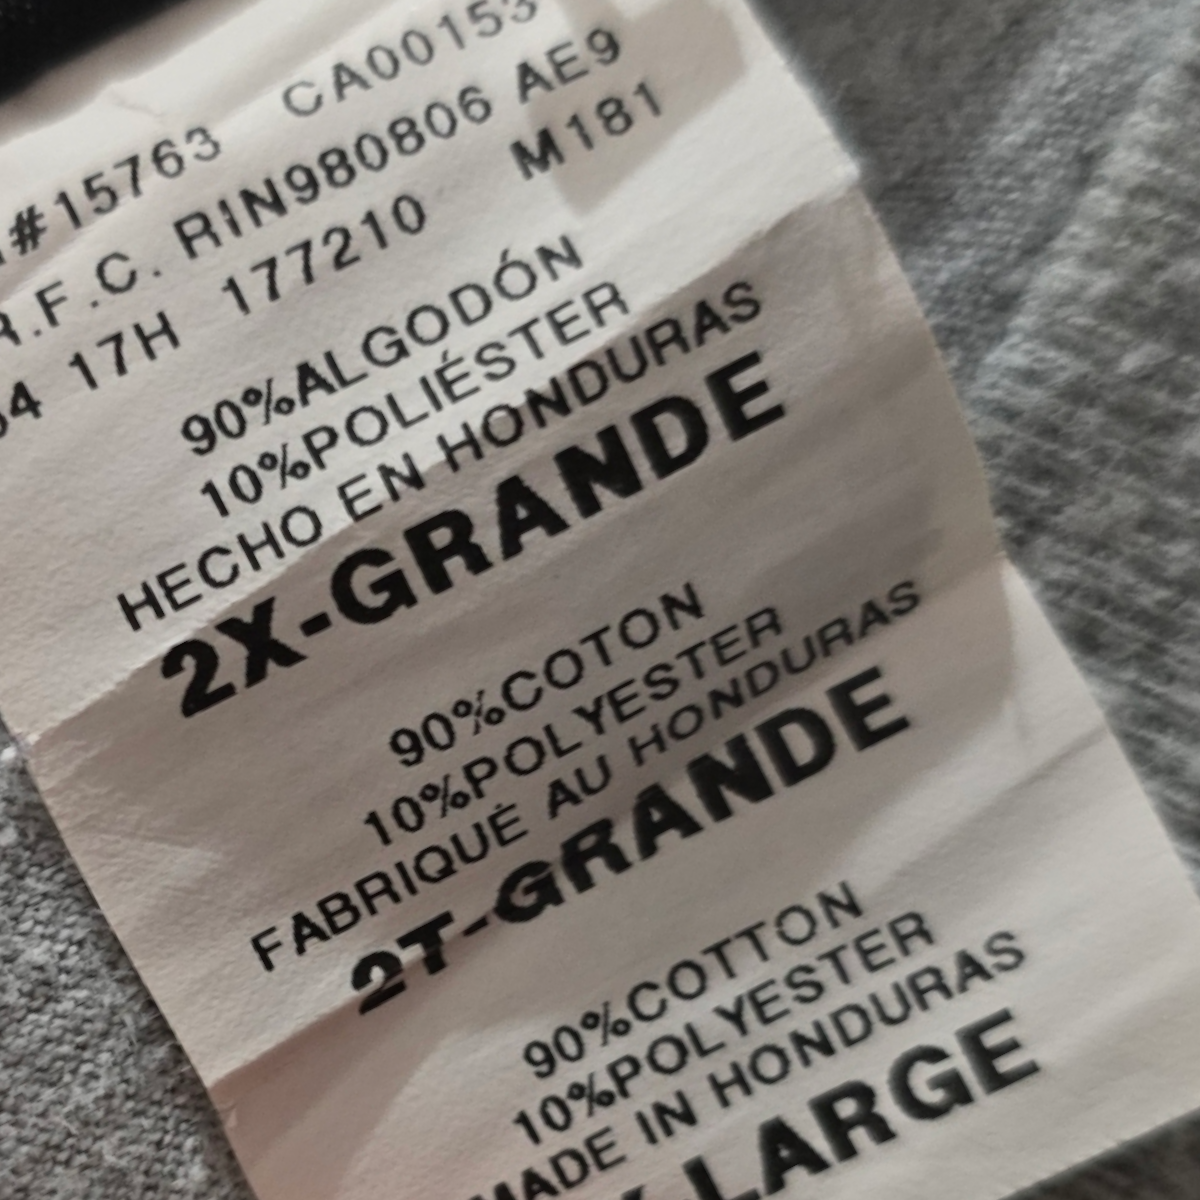 #15763 CA00153
R.F.C. RIN980806 AE9
4 17H 177210 M181
90%ALGODÓN
10%POLIÉSTER
HECHO EN HONDURAS
2X-GRANDE
90%COTON
10%POLYESTER
FABRIQUÉ AU HONDURAS
2T-GRANDE
90%COTTON
10%POLYESTER
MADE IN HONDURAS
LARGE